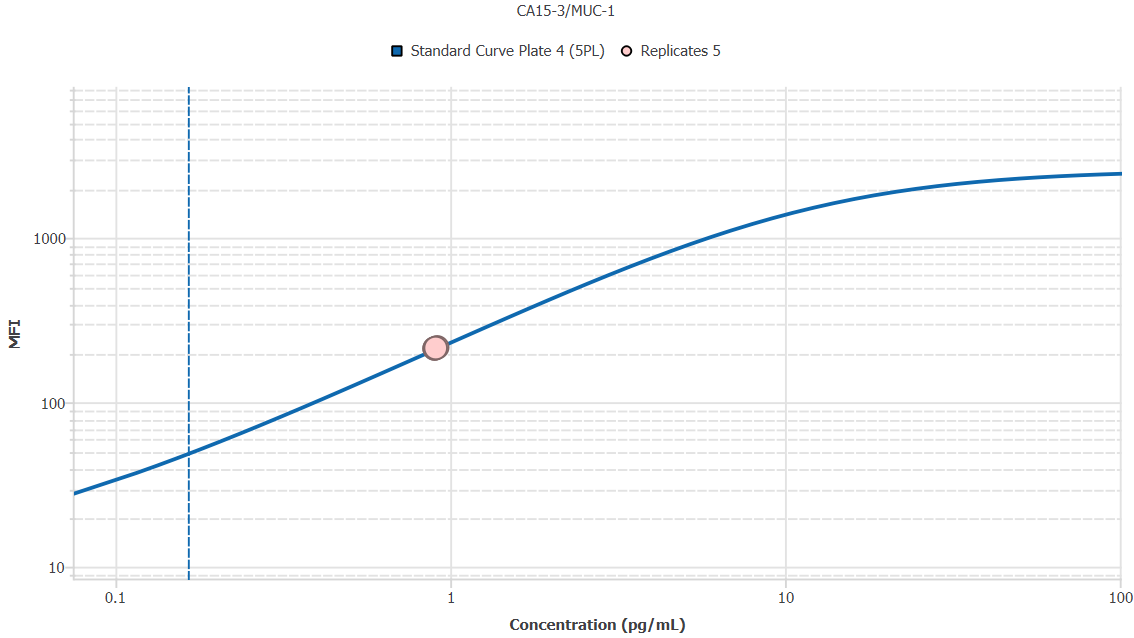 CA15-3/MUC-1
Standard Curve Plate 4 (5PL) Replicates 5
1000
100
10
MFI
0.1 1 10 100
Concentration (pg/mL)